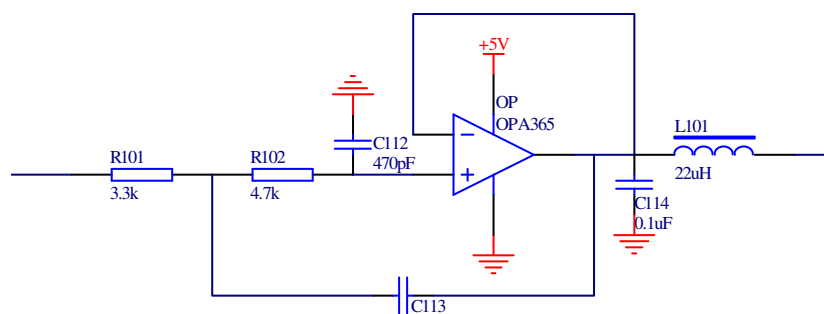 +5V
OP
OPA365
L101
22uH
C112
470pF
R101
3.3k
R102
4.7k
C114
0.1uF
C113